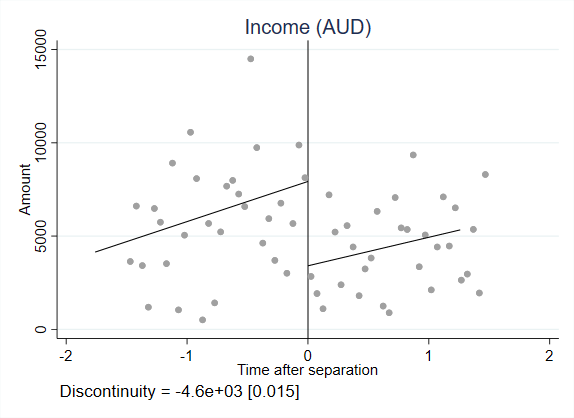 Income (AUD)
15000
10000
5000
0
Amount
-2 -1 0 1 2
Time after separation
Discontinuity = -4.6e+03 [0.015]